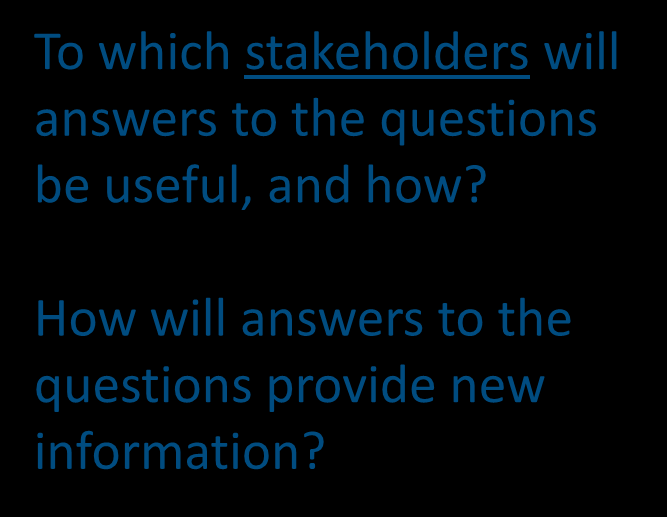 To which stakeholders will
answers to the questions
be useful, and how?
How will answers to the
questions provide new
information?